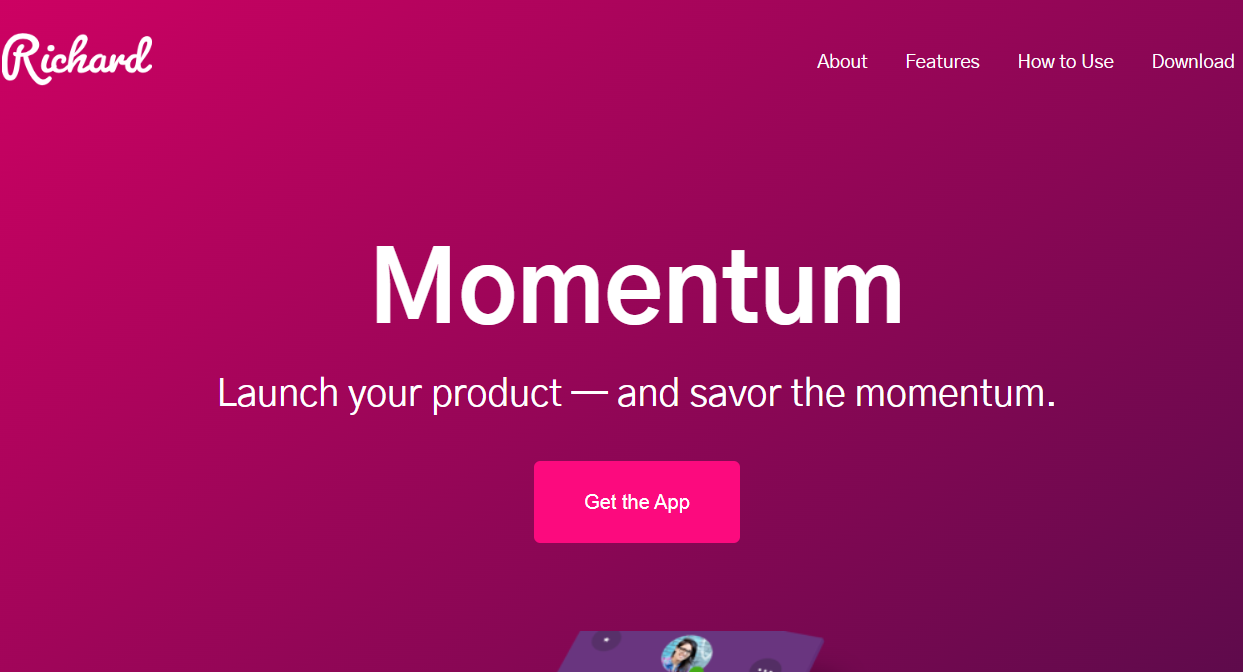 Richard
About Features How to Use Download
Momentum
Launch your product — and savor the momentum.
Get the App